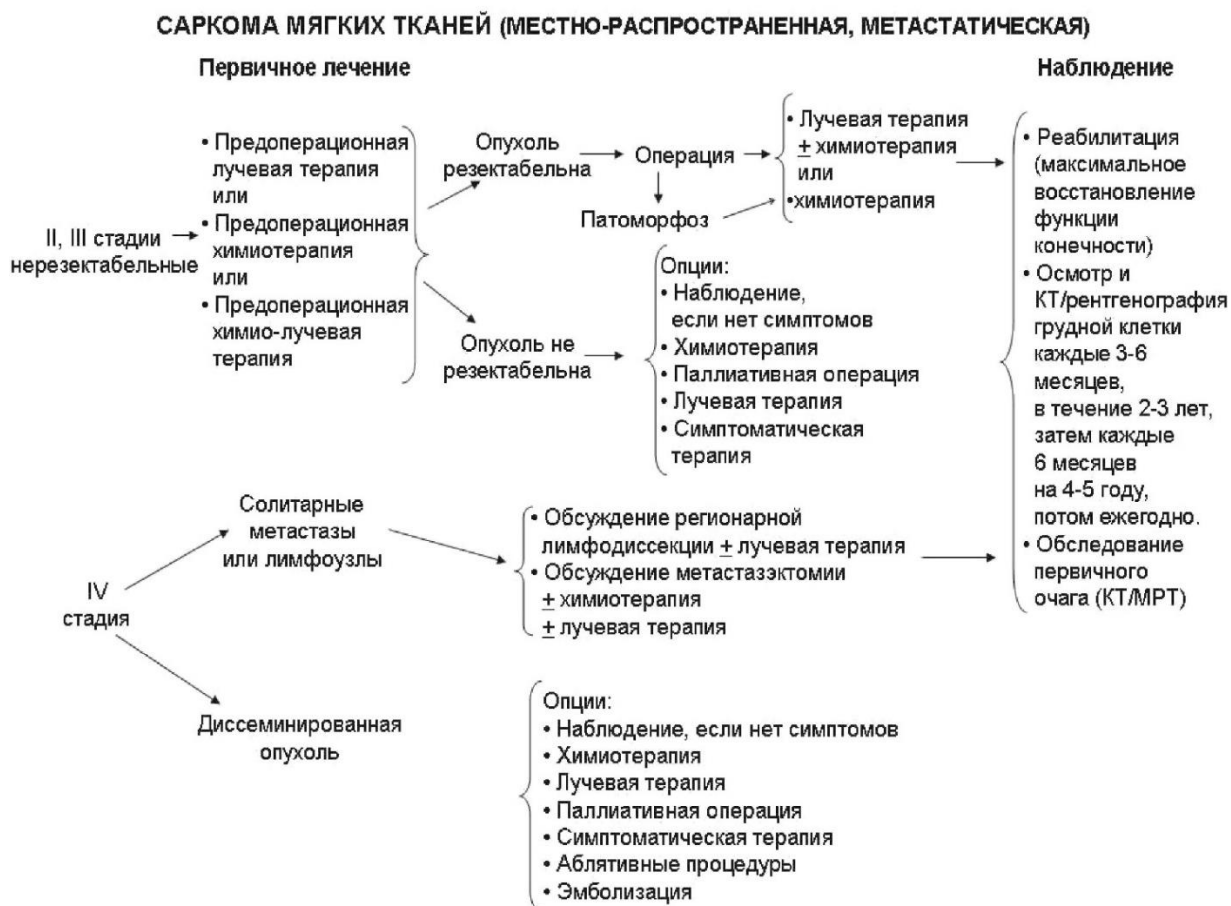 САРКОМА МЯГКИХ ТКАНЕЙ (МЕСТНО-РАСПРОСТРАНЕННАЯ, МЕТАСТАТИЧЕСКАЯ)
Первичное лечение
Наблюдение
II, III стадии
нерезектабельные
• Предоперационная
лучевая терапия
или
• Предоперационная
химиотерапия
или
• Предоперационная
химио-лучевая
терапия
Опухоль
резектабельна
Операция
Патоморфоз
• Лучевая терапия
± химиотерапия
или
•химиотерапия
Опухоль не
резектабельна
Опции:
• Наблюдение,
если нет симптомов
• Химиотерапия
• Паллиативная операция
• Лучевая терапия
• Симптоматическая
терапия
• Реабилитация
(максимальное
восстановление
функции
конечности)
• Осмотр и
КТ/рентгенография
грудной клетки
каждые 3-6
месяцев,
в течение 2-3 лет,
затем каждые
6 месяцев
на 4-5 году,
потом ежегодно.
• Обследование
первичного
очага (КТ/МРТ)
IV
стадия
Солитарные
метастазы
или лимфоузлы
• Обсуждение регионарной
лимфодиссекции ± лучевая терапия
• Обсуждение метастазэктомии
± химиотерапия
± лучевая терапия
Диссеминированная
опухоль
Опции:
• Наблюдение, если нет симптомов
• Химиотерапия
• Лучевая терапия
• Паллиативная операция
• Симптоматическая терапия
• Аблятивные процедуры
• Эмболизация